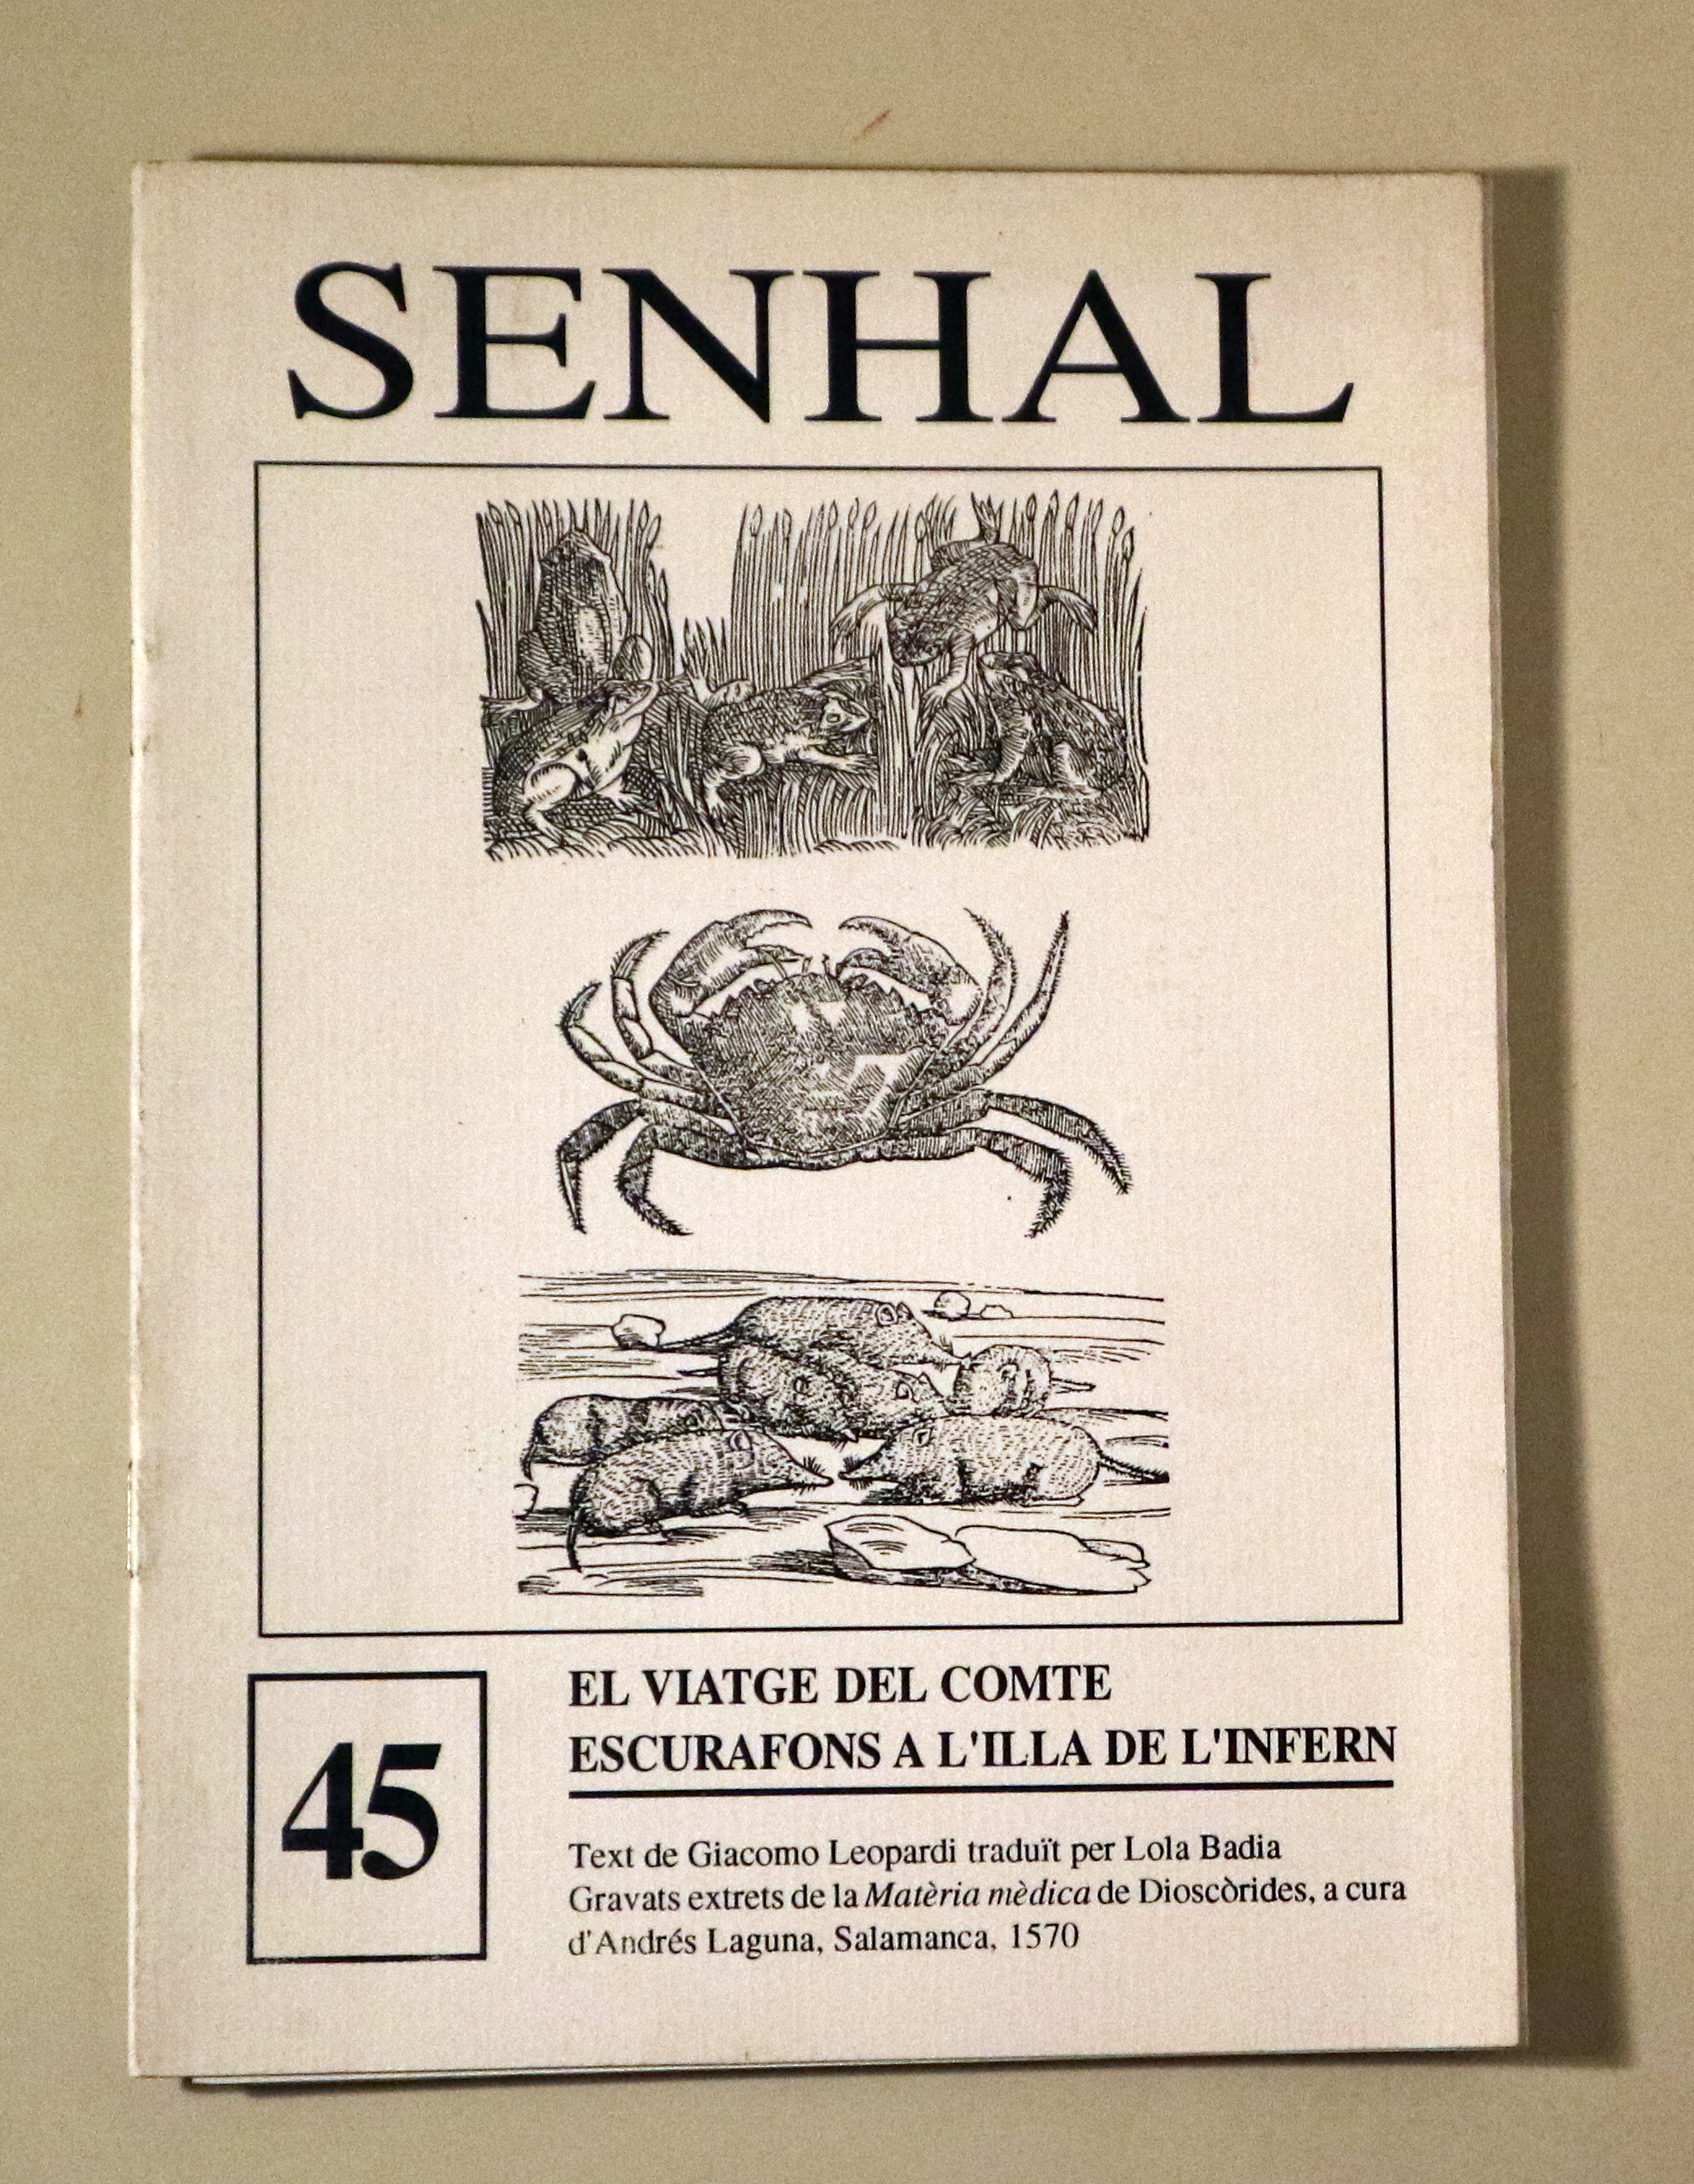 SENHAL
EL VIATGE DEL COMTE
ESCURAFONS A L'ILLA DE L'INFERN
45
Text de Giacomo Leopardi traduït per Lola Badia
Gravats extrets de la Matèria mèdica de Dioscòrides, a cura
d'Andrés Laguna, Salamanca, 1570